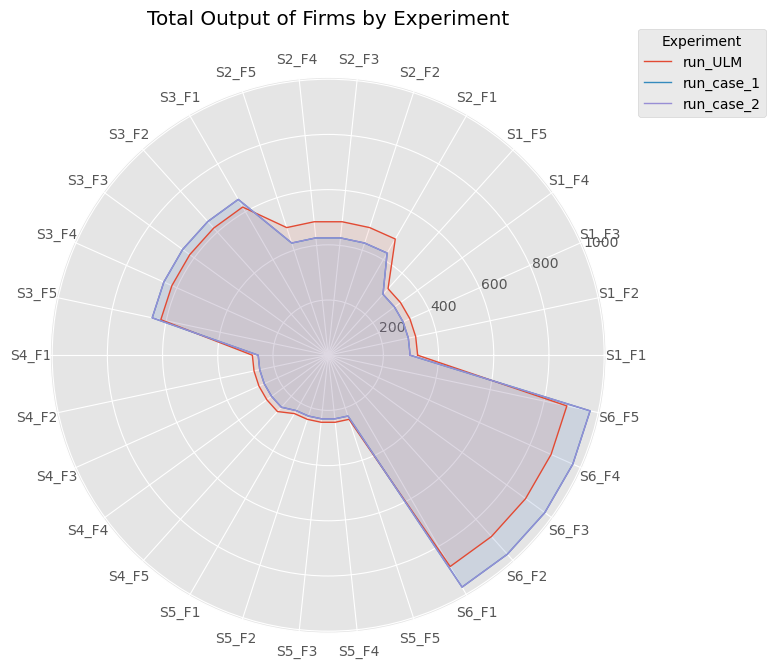 Total Output of Firms by Experiment
Experiment
run_ULM
run_case_1
run_case_2
S1_F1
S1_F2
S1_F3
S1_F4
S1_F5
S2_F1
S2_F2
S2_F3
S2_F4
S2_F5
S3_F1
S3_F2
S3_F3
S3_F4
S3_F5
S4_F1
S4_F2
S4_F3
S4_F4
S4_F5
S5_F1
S5_F2
S5_F3
S5_F4
S5_F5
S6_F1
S6_F2
S6_F3
S6_F4
S6_F5
200
400
600
800
1000